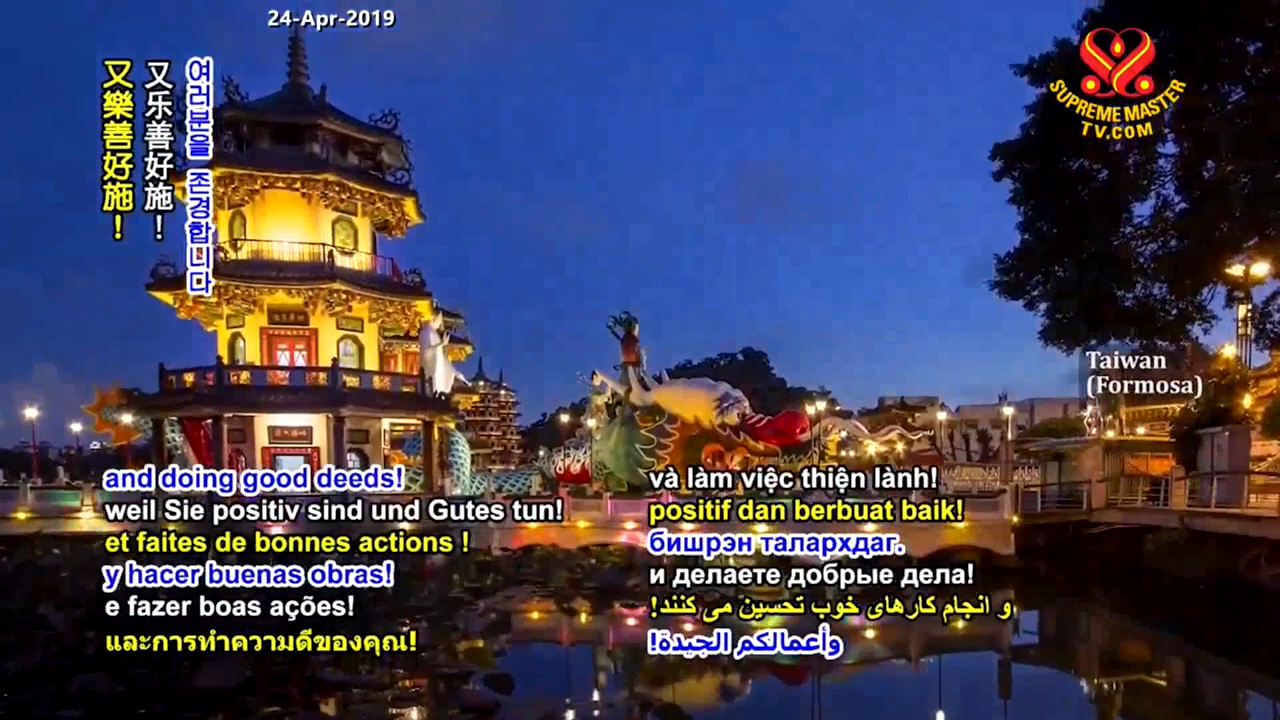 24-Apr-2019
SUPREME MASTER
TV.COM
여러분을 존경합니다
又乐善好施！
又樂善好施！
Taiwan
(Formosa)
and doing good deeds!
weil Sie positiv sind und Gutes tun!
et faites de bonnes actions !
y hacer buenas obras!
e fazer boas ações!
และการทำความดีของคุณ!
và làm việc thiện lành!
positif dan berbuat baik!
бишрэн талархдаг.
и делаете добрые дела!
و انجام کارهای خوب تحسین می کنند!
وأعمالكم الجيدة!